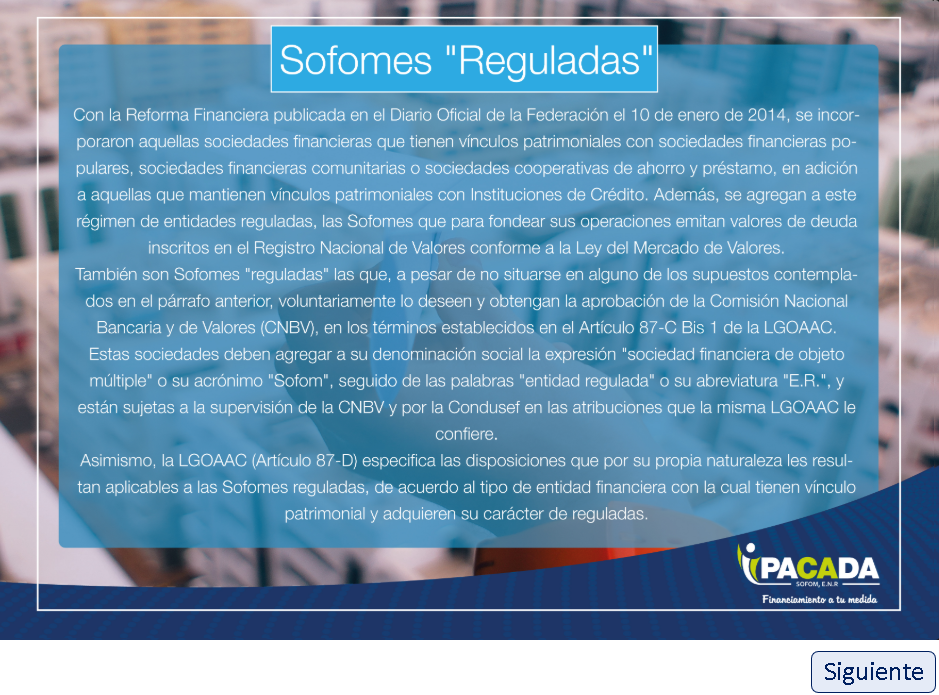 Sofomes "Reguladas"
Con la Reforma Financiera publicada en el Diario Oficial de la Federación el 10 de enero de 2014, se incor-
poraron aquellas sociedades financieras que tienen vínculos patrimoniales con sociedades financieras po-
pulares, sociedades financieras comunitarias o sociedades cooperativas de ahorro y préstamo, en adición
a aquellas que mantienen vínculos patrimoniales con Instituciones de Crédito. Además, se agregan a este
régimen de entidades reguladas, las Sofomes que para fondear sus operaciones emitan valores de deuda
inscritos en el Registro Nacional de Valores conforme a la Ley del Mercado de Valores.
También son Sofomes "reguladas" las que, a pesar de no situarse en alguno de los supuestos contempla-
dos en el párrafo anterior, voluntariamente lo deseen y obtengan la aprobación de la Comisión Nacional
Bancaria y de Valores (CNBV), en los términos establecidos en el Artículo 87-C Bis 1 de la LGOAAC.
Estas sociedades deben agregar a su denominación social la expresión "sociedad financiera de objeto
múltiple" o su acrónimo "Sofom", seguido de las palabras "entidad regulada" o su abreviatura "E.R.", y
están sujetas a la supervisión de la CNBV y por la Condusef en las atribuciones que la misma LGOAAC le
confiere.
Asimismo, la LGOAAC (Artículo 87-D) especifica las disposiciones que por su propia naturaleza les resul-
tan aplicables a las Sofomes reguladas, de acuerdo al tipo de entidad financiera con la cual tienen vínculo
patrimonial y adquieren su carácter de reguladas.
PACADA
SOFOM, E.N.R
Financiamiento a tu medida
Siguiente